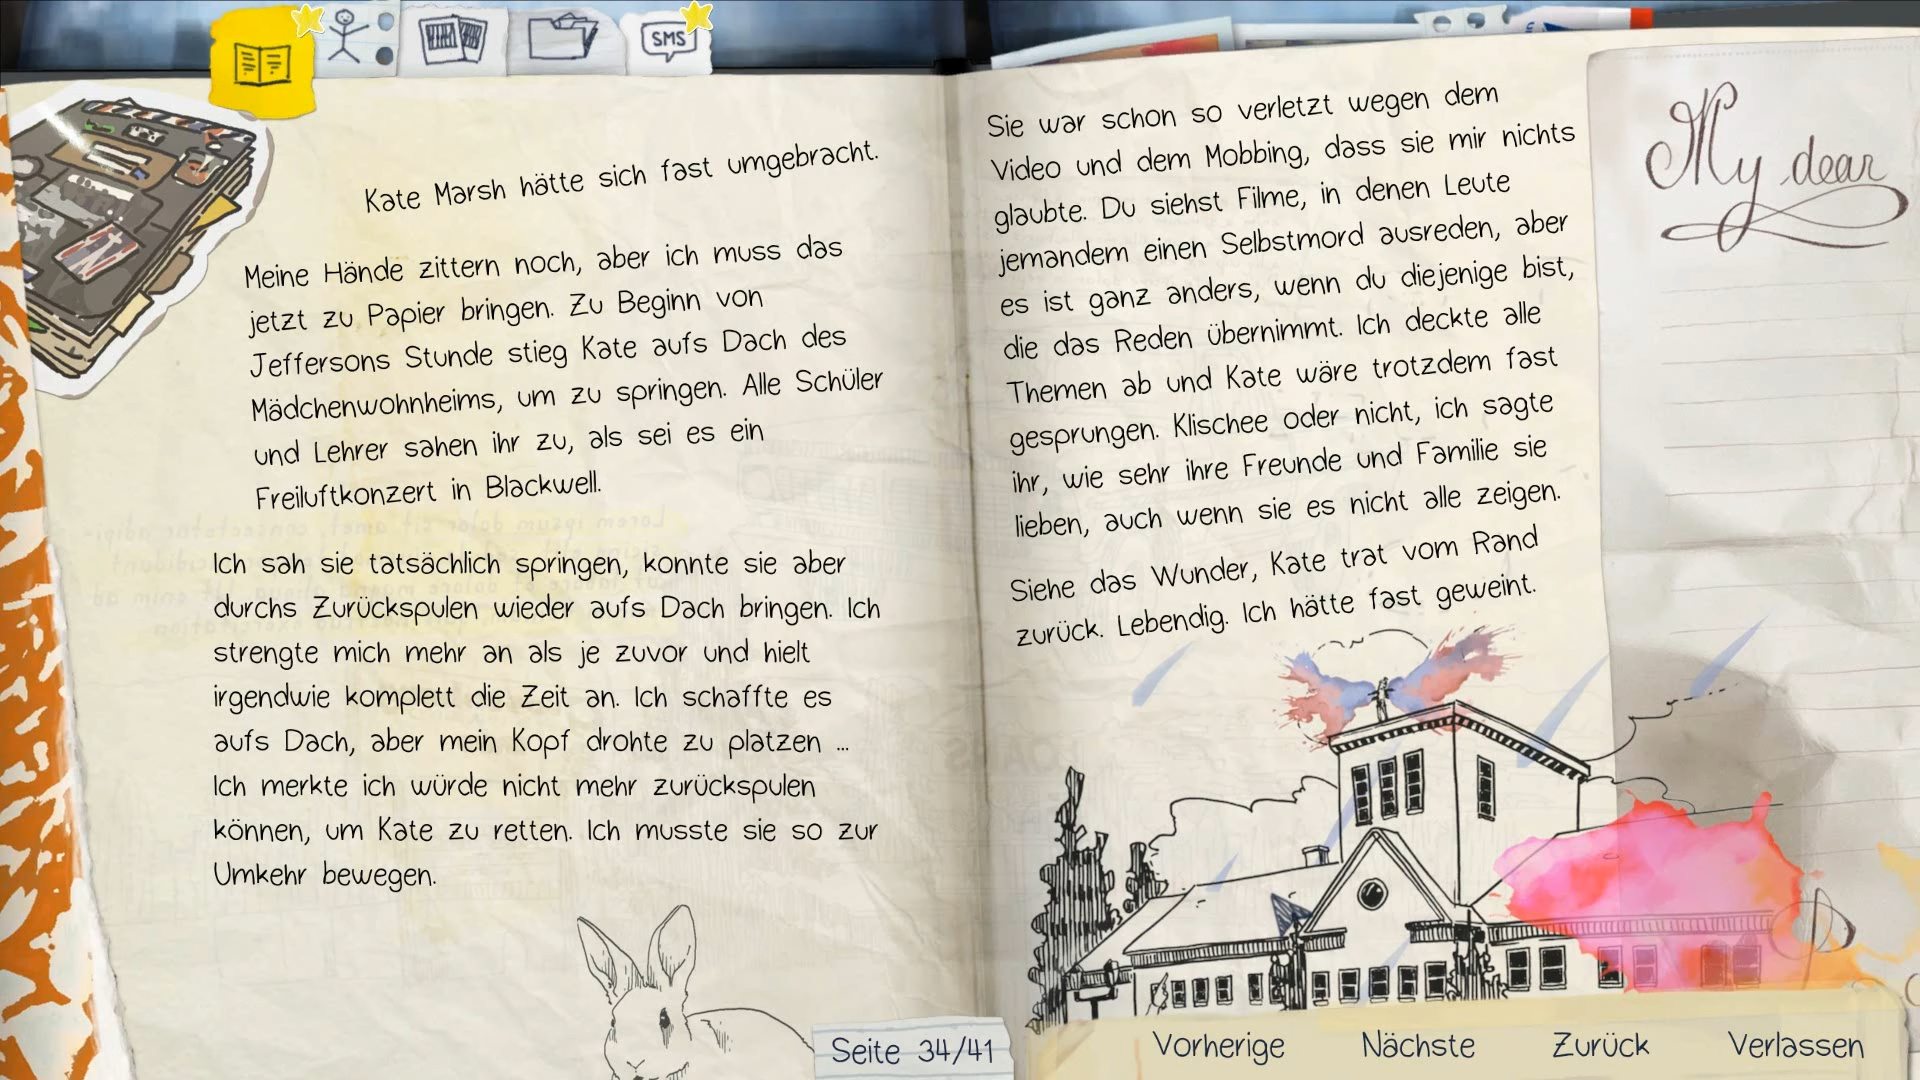 SMS
Kate Marsh hätte sich fast umgebracht.
Meine Hände zittern noch, aber ich muss das
jetzt zu Papier bringen. Zu Beginn von
Jeffersons Stunde stieg Kate aufs Dach des
Mädchenwohnheims, um zu springen. Alle Schüler
und Lehrer sahen ihr zu, als sei es ein
Freiluftkonzert in Blackwell.
Ich sah sie tatsächlich springen, konnte sie aber
durchs Zurückspulen wieder aufs Dach bringen. Ich
strengte mich mehr an als je zuvor und hielt
irgendwie komplett die Zeit an. Ich schaffte es
aufs Dach, aber mein Kopf drohte zu platzen ...
Ich merkte ich würde nicht mehr zurückspulen
können, um Kate zu retten. Ich musste sie so zur
Umkehr bewegen.
Sie war schon so verletzt wegen dem
Video und dem Mobbing, dass sie mir nichts
glaubte. Du siehst Filme, in denen Leute
jemandem einen Selbstmord ausreden, aber
es ist ganz anders, wenn du diejenige bist,
die das Reden übernimmt. Ich deckte alle
Themen ab und Kate wäre trotzdem fast
gesprungen. Klischee oder nicht, ich sagte
ihr, wie sehr ihre Freunde und Familie sie
lieben, auch wenn sie es nicht alle zeigen.
Siehe das Wunder, Kate trat vom Rand
zurück. Lebendig. Ich hätte fast geweint.
My dear
Seite 34/41
Vorherige
Nächste
Zurück
Verlassen